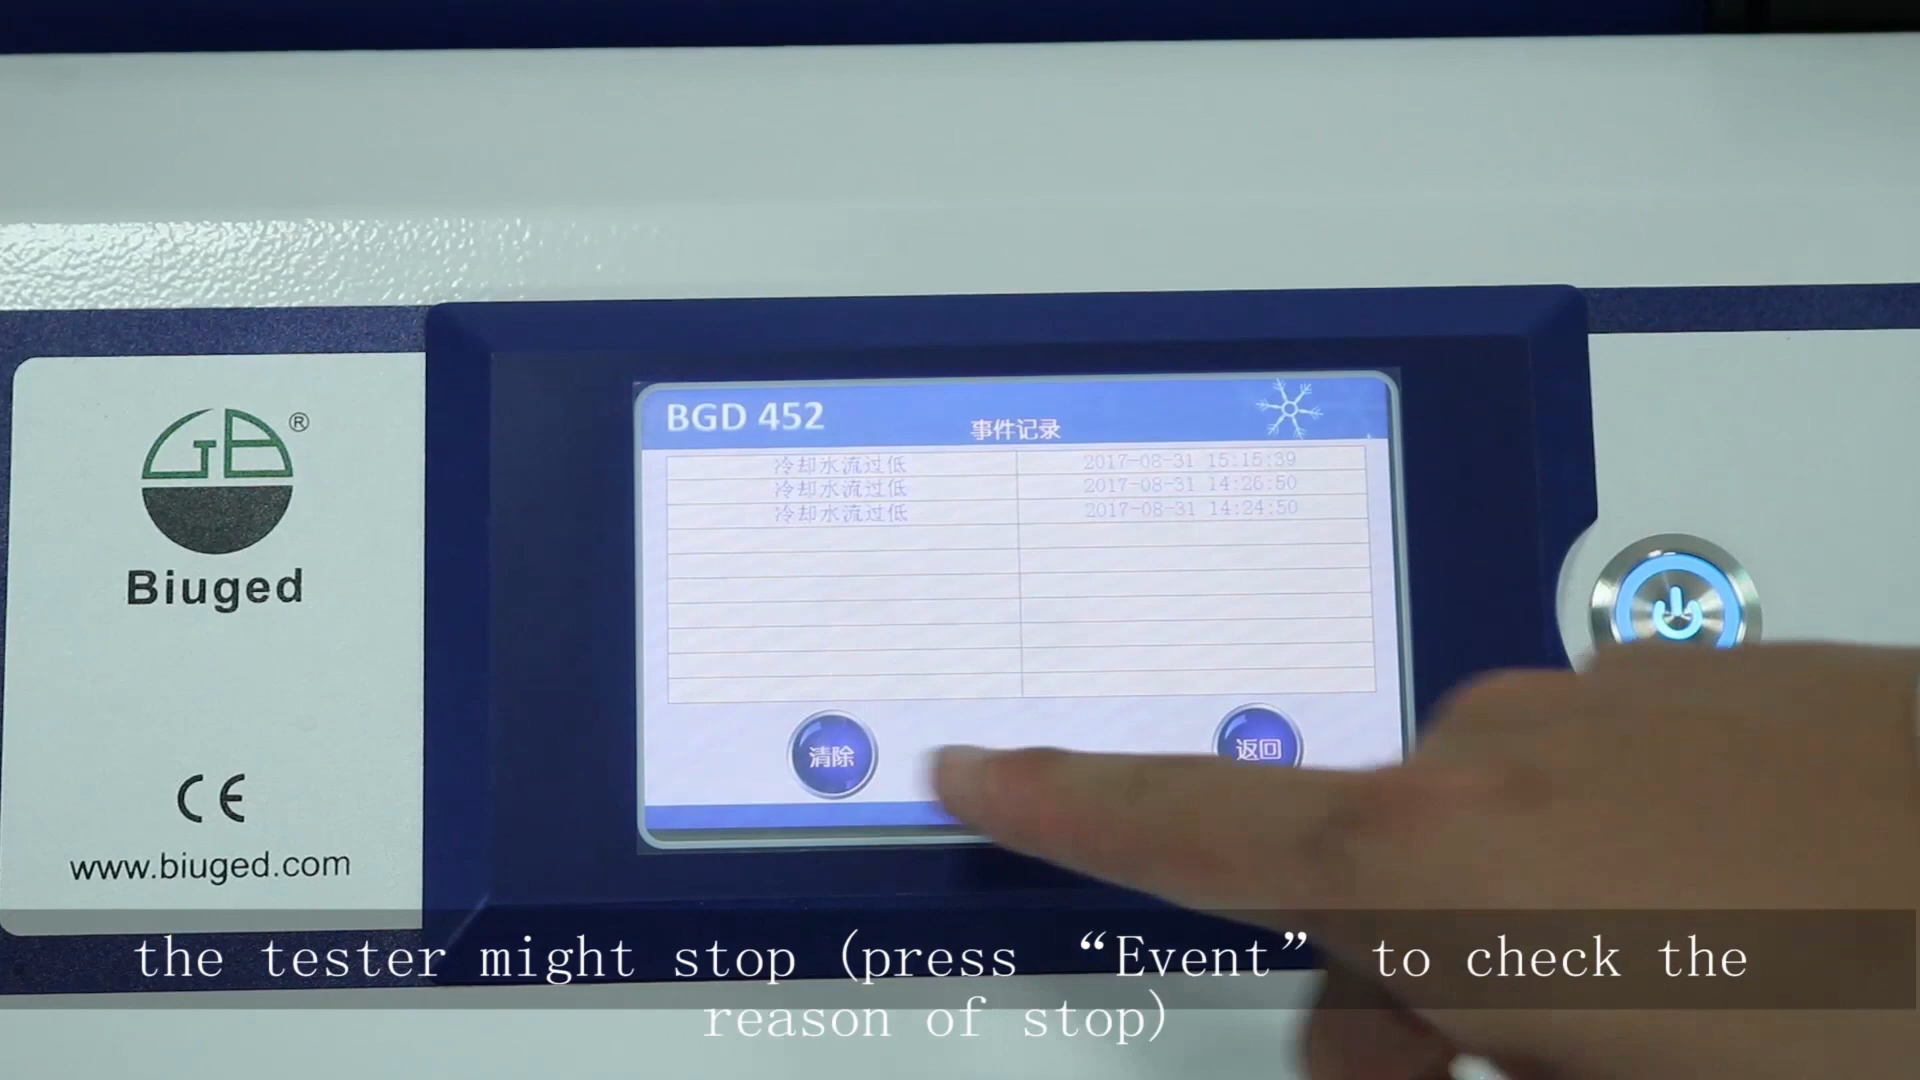 GB®
Biuged
CE
www.biuged.com
BGD 452
事件记录
冷却水流过低 2017-08-31 15:15:39
冷却水流过低 2017-08-31 14:26:50
冷却水流过低 2017-08-31 14:24:50
清除
返回
the tester might stop (press “Event” to check the
reason of stop)